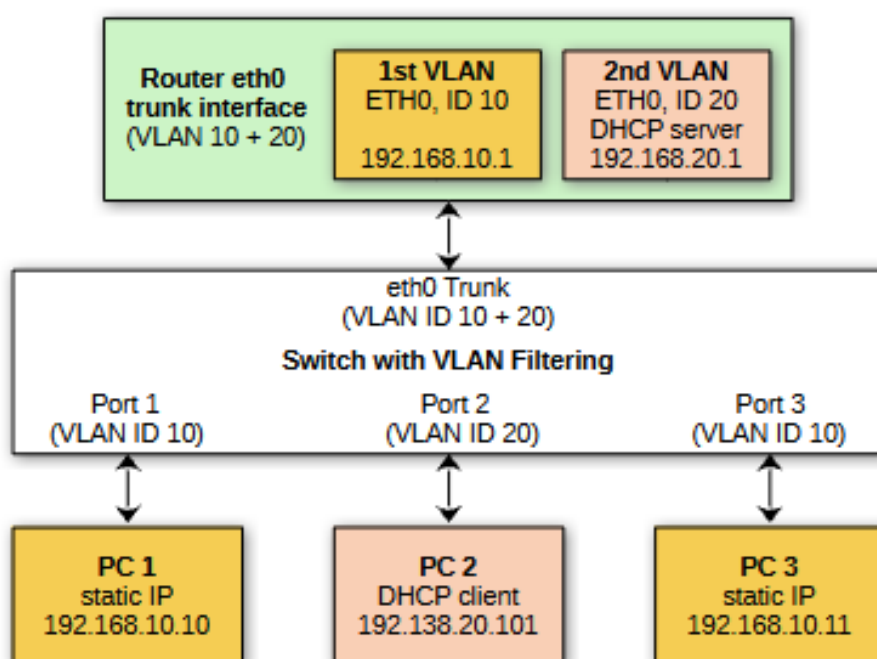 Router eth0
trunk interface
(VLAN 10 + 20)
1st VLAN
ETH0, ID 10
192.168.10.1
2nd VLAN
ETH0, ID 20
DHCP server
192.168.20.1
eth0 Trunk
(VLAN ID 10 + 20)
Switch with VLAN Filtering
Port 1
(VLAN ID 10)
Port 2
(VLAN ID 20)
Port 3
(VLAN ID 10)
PC 1
static IP
192.168.10.10
PC 2
DHCP client
192.138.20.101
PC 3
static IP
192.168.10.11